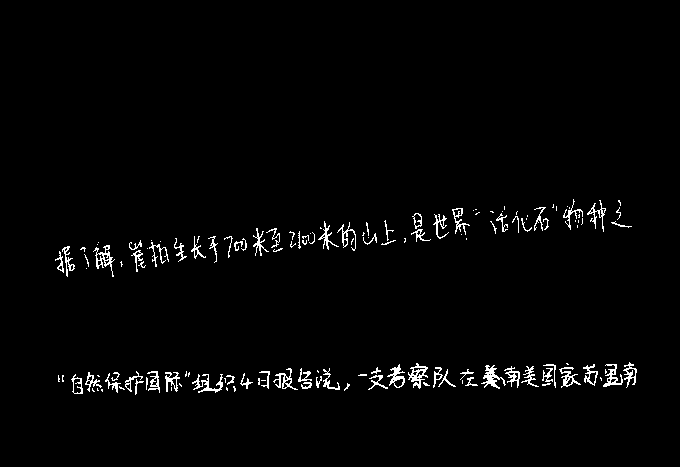 据了解，崖柏生长于700米至2100米的山上，是世界“活化石”物种之
“自然保护国际”组织4日报告说，一支考察队在南美国家苏里南